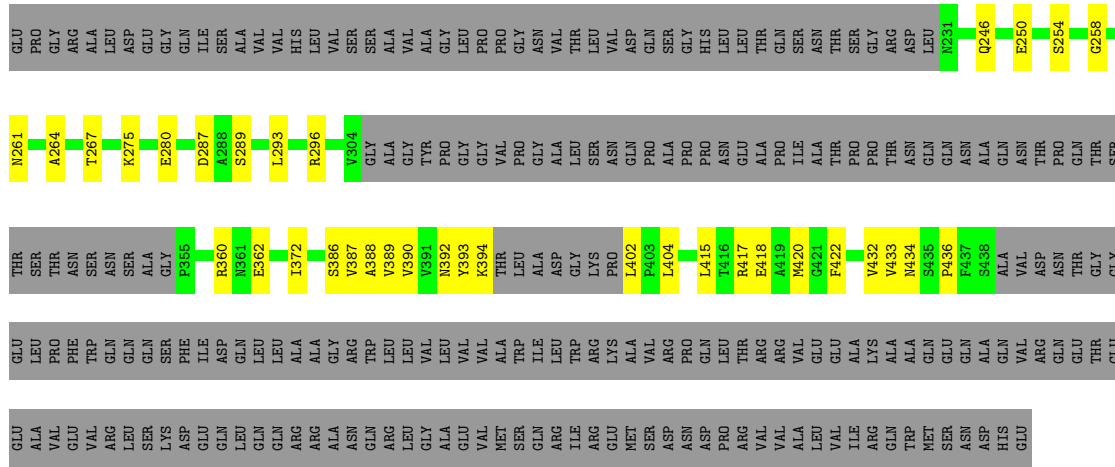 GLU PRO GLY ARG ALA LEU ASP GLU GLY GLN ILE SER ALA VAL VAL HIS LEU VAL SER SER ALA VAL ALA GLY LEU PRO PRO GLY ASN VAL THR LEU VAL ASP GLN SER GLY HIS LEU LEU THR GLN SER ASN THR SER GLY ARG ASP LEU N231 Q246 E250 S254 G258
N261 A264 T267 K275 E280 D287 A288 S289 L293 R296 V304 GLY ALA GLY TYR PRO GLY GLY VAL PRO GLY ALA LEU SER ASN GLN PRO ALA PRO PRO ASN GLU ALA PRO ILE ALA THR PRO PRO THR ASN GLN GLN ASN ALA GLN ASN THR PRO GLN THR SER
THR SER THR ASN SER SER ALA GLY P355 R360 N361 E362 I372 S386 V387 A388 V389 V390 V391 N392 Y393 K394 THR LEU ALA ASP GLY LYS PRO L402 P403 L404 L415 T416 R417 E418 A419 M420 G421 F422 V432 V433 N434 S435 P436 F437 S438 ALA VAL ASP ASN THR GLY GLY
GLU LEU PRO PHE TRP GLN GLN GLN SER PHE ILE ASP GLN LEU LEU ALA ALA GLY ARG TRP LEU LEU VAL LEU VAL VAL ALA TRP ILE LEU TRP ARG LYS ALA VAL ARG PRO GLN LEU THR ARG ARG VAL GLU GLU ALA LYS ALA ALA GLN GLU GLN ALA GLN VAL ARG GLN GLU THR GLU
GLU ALA VAL GLU VAL ARG LEU SER LYS ASP GLU GLN LEU GLN GLN ARG ARG ALA ASN GLN ARG LEU GLY ALA GLU VAL MET SER GLN ARG ILE ARG GLU MET SER ASP ASN ASP PRO ARG VAL VAL ALA LEU VAL ILE ARG GLN TRP MET SER ASN ASP HIS GLU